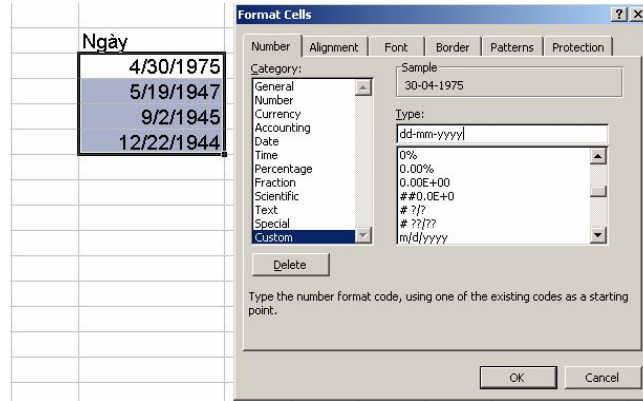 Ngày
4/30/1975
5/19/1947
9/2/1945
12/22/1944
Format Cells
Number
Alignment
Font
Border
Patterns
Protection
Category:
General
Number
Currency
Accounting
Date
Time
Percentage
Fraction
Scientific
Text
Special
Custom
Sample
30-04-1975
Type:
dd-mm-yyyy
0%
0.00%
0.00E+00
##0.0E+0
# ?/?
# ??/??
m/d/yyyy
Delete
Type the number format code, using one of the existing codes as a starting
point.
OK
Cancel